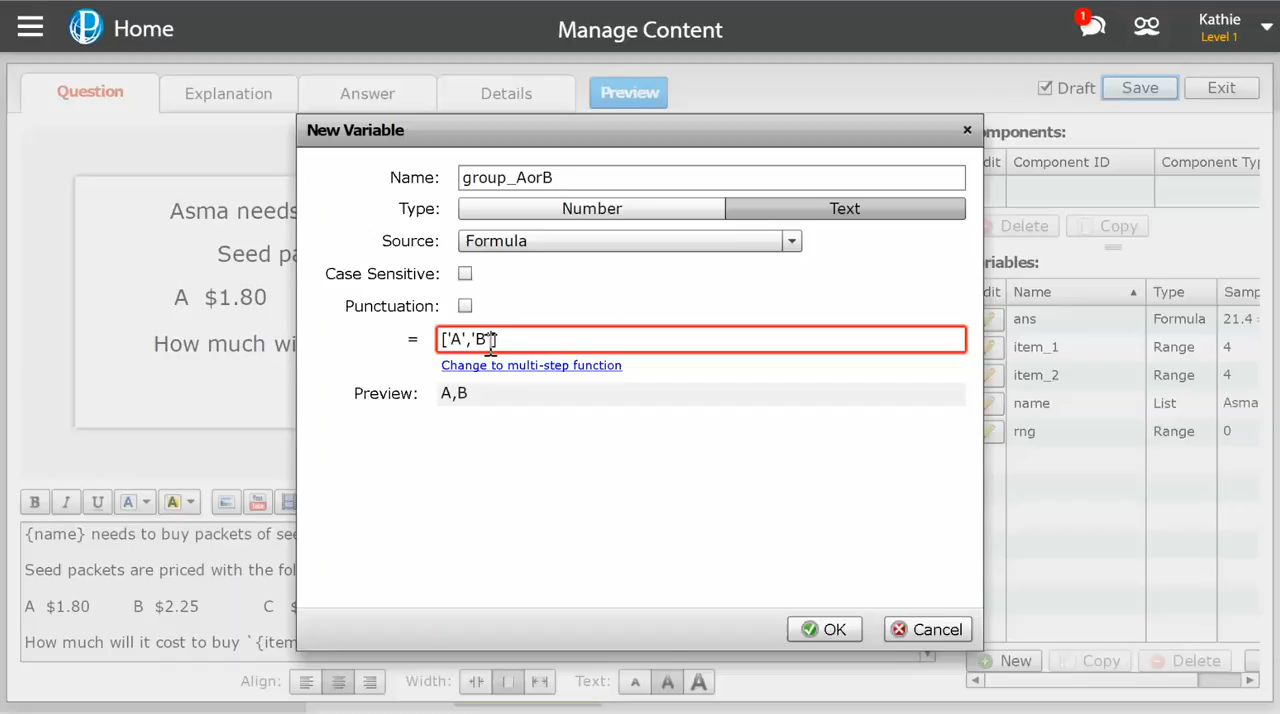 Home
Manage Content
1
Kathie
Level 1
Question
Explanation
Answer
Details
Preview
Draft
Save
Exit
New Variable
×
Name: group_AorB
Type: Number Text
Source: Formula
Case Sensitive:
Punctuation:
= ['A','B']
Change to multi-step function
Preview: A,B
OK
Cancel
Asma needs
Seed pa
A $1.80
How much wi
B I U A A
{name} needs to buy packets of see
Seed packets are priced with the fol
A $1.80 B $2.25 C $
How much will it cost to buy `{item
Align:
Width:
Text: A A A
mponents:
dit Component ID Component Typ
Delete Copy
riables:
dit Name Type Samp
ans Formula 21.4
item_1 Range 4
item_2 Range 4
name List Asma
rng Range 0
New Copy Delete